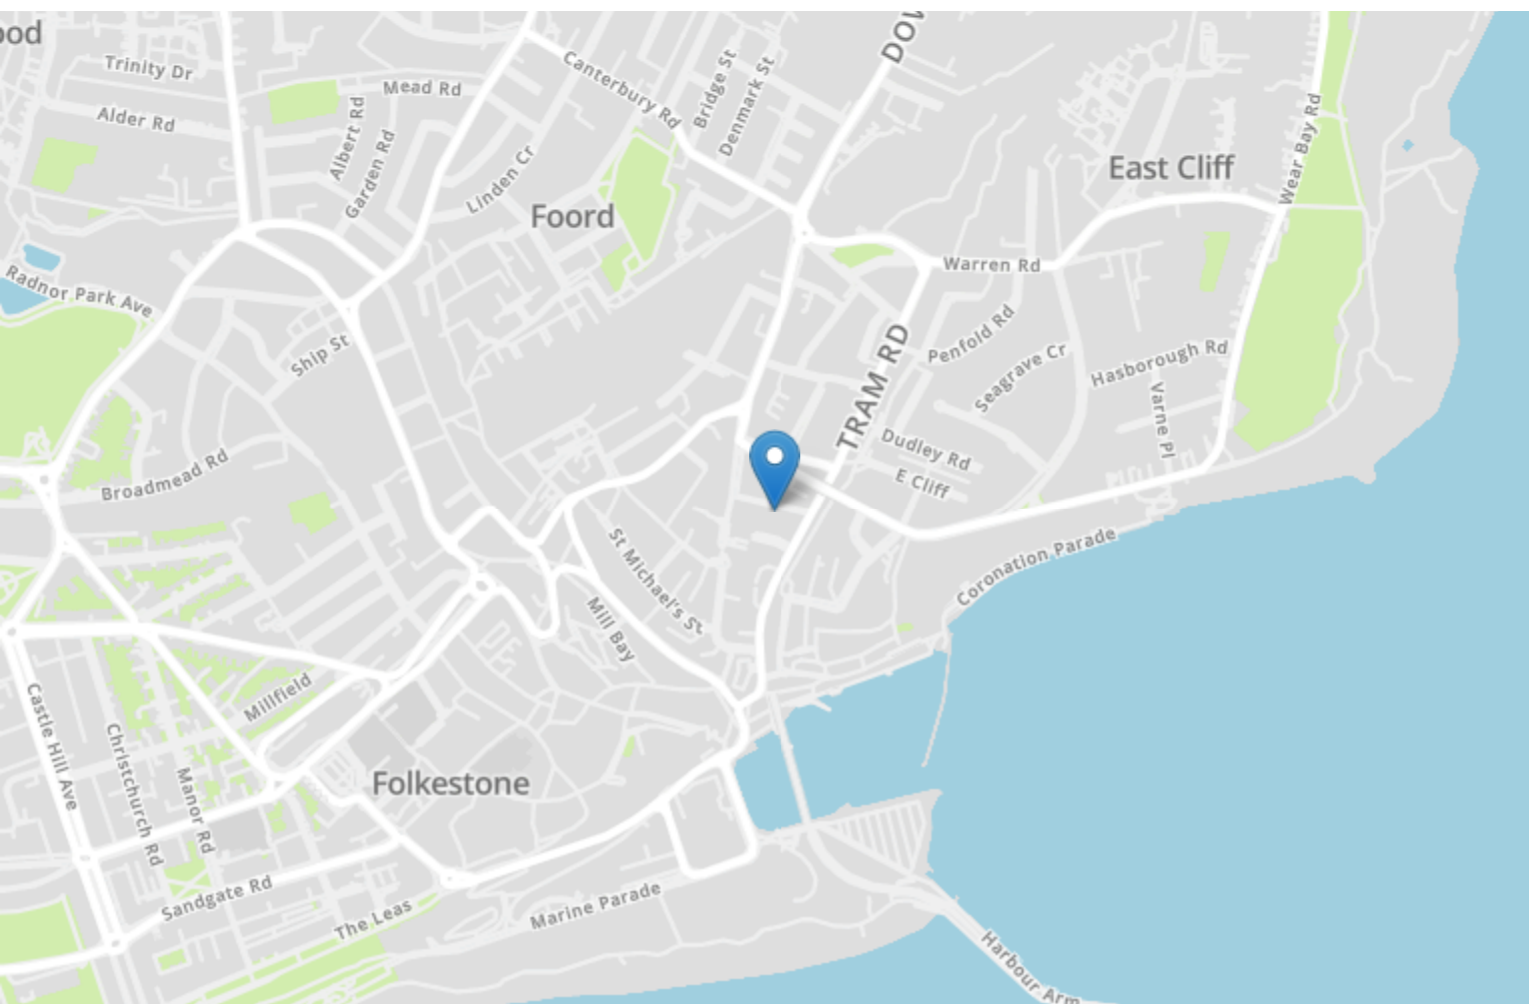 ood
DOV
Trinity Dr
Canterbury Rd
Bridge St
Denmark St
Mead Rd
Alder Rd
Albert Rd
Garden Rd
Linden Cr
Wear Bay Rd
East Cliff
Foord
Warren Rd
Radnor Park Ave
Ship St
TRAM RD
Penfold Rd
Seagrave Cr
Hasborough Rd
Varne Pl
Dudley Rd
E Cliff
Broadmead Rd
St Michael's St
Coronation Parade
Mill Bay
Millfield
Castle Hill Ave
Christchurch Rd
Manor Rd
Folkestone
Sandgate Rd
The Leas
Marine Parade
Harbour Arm